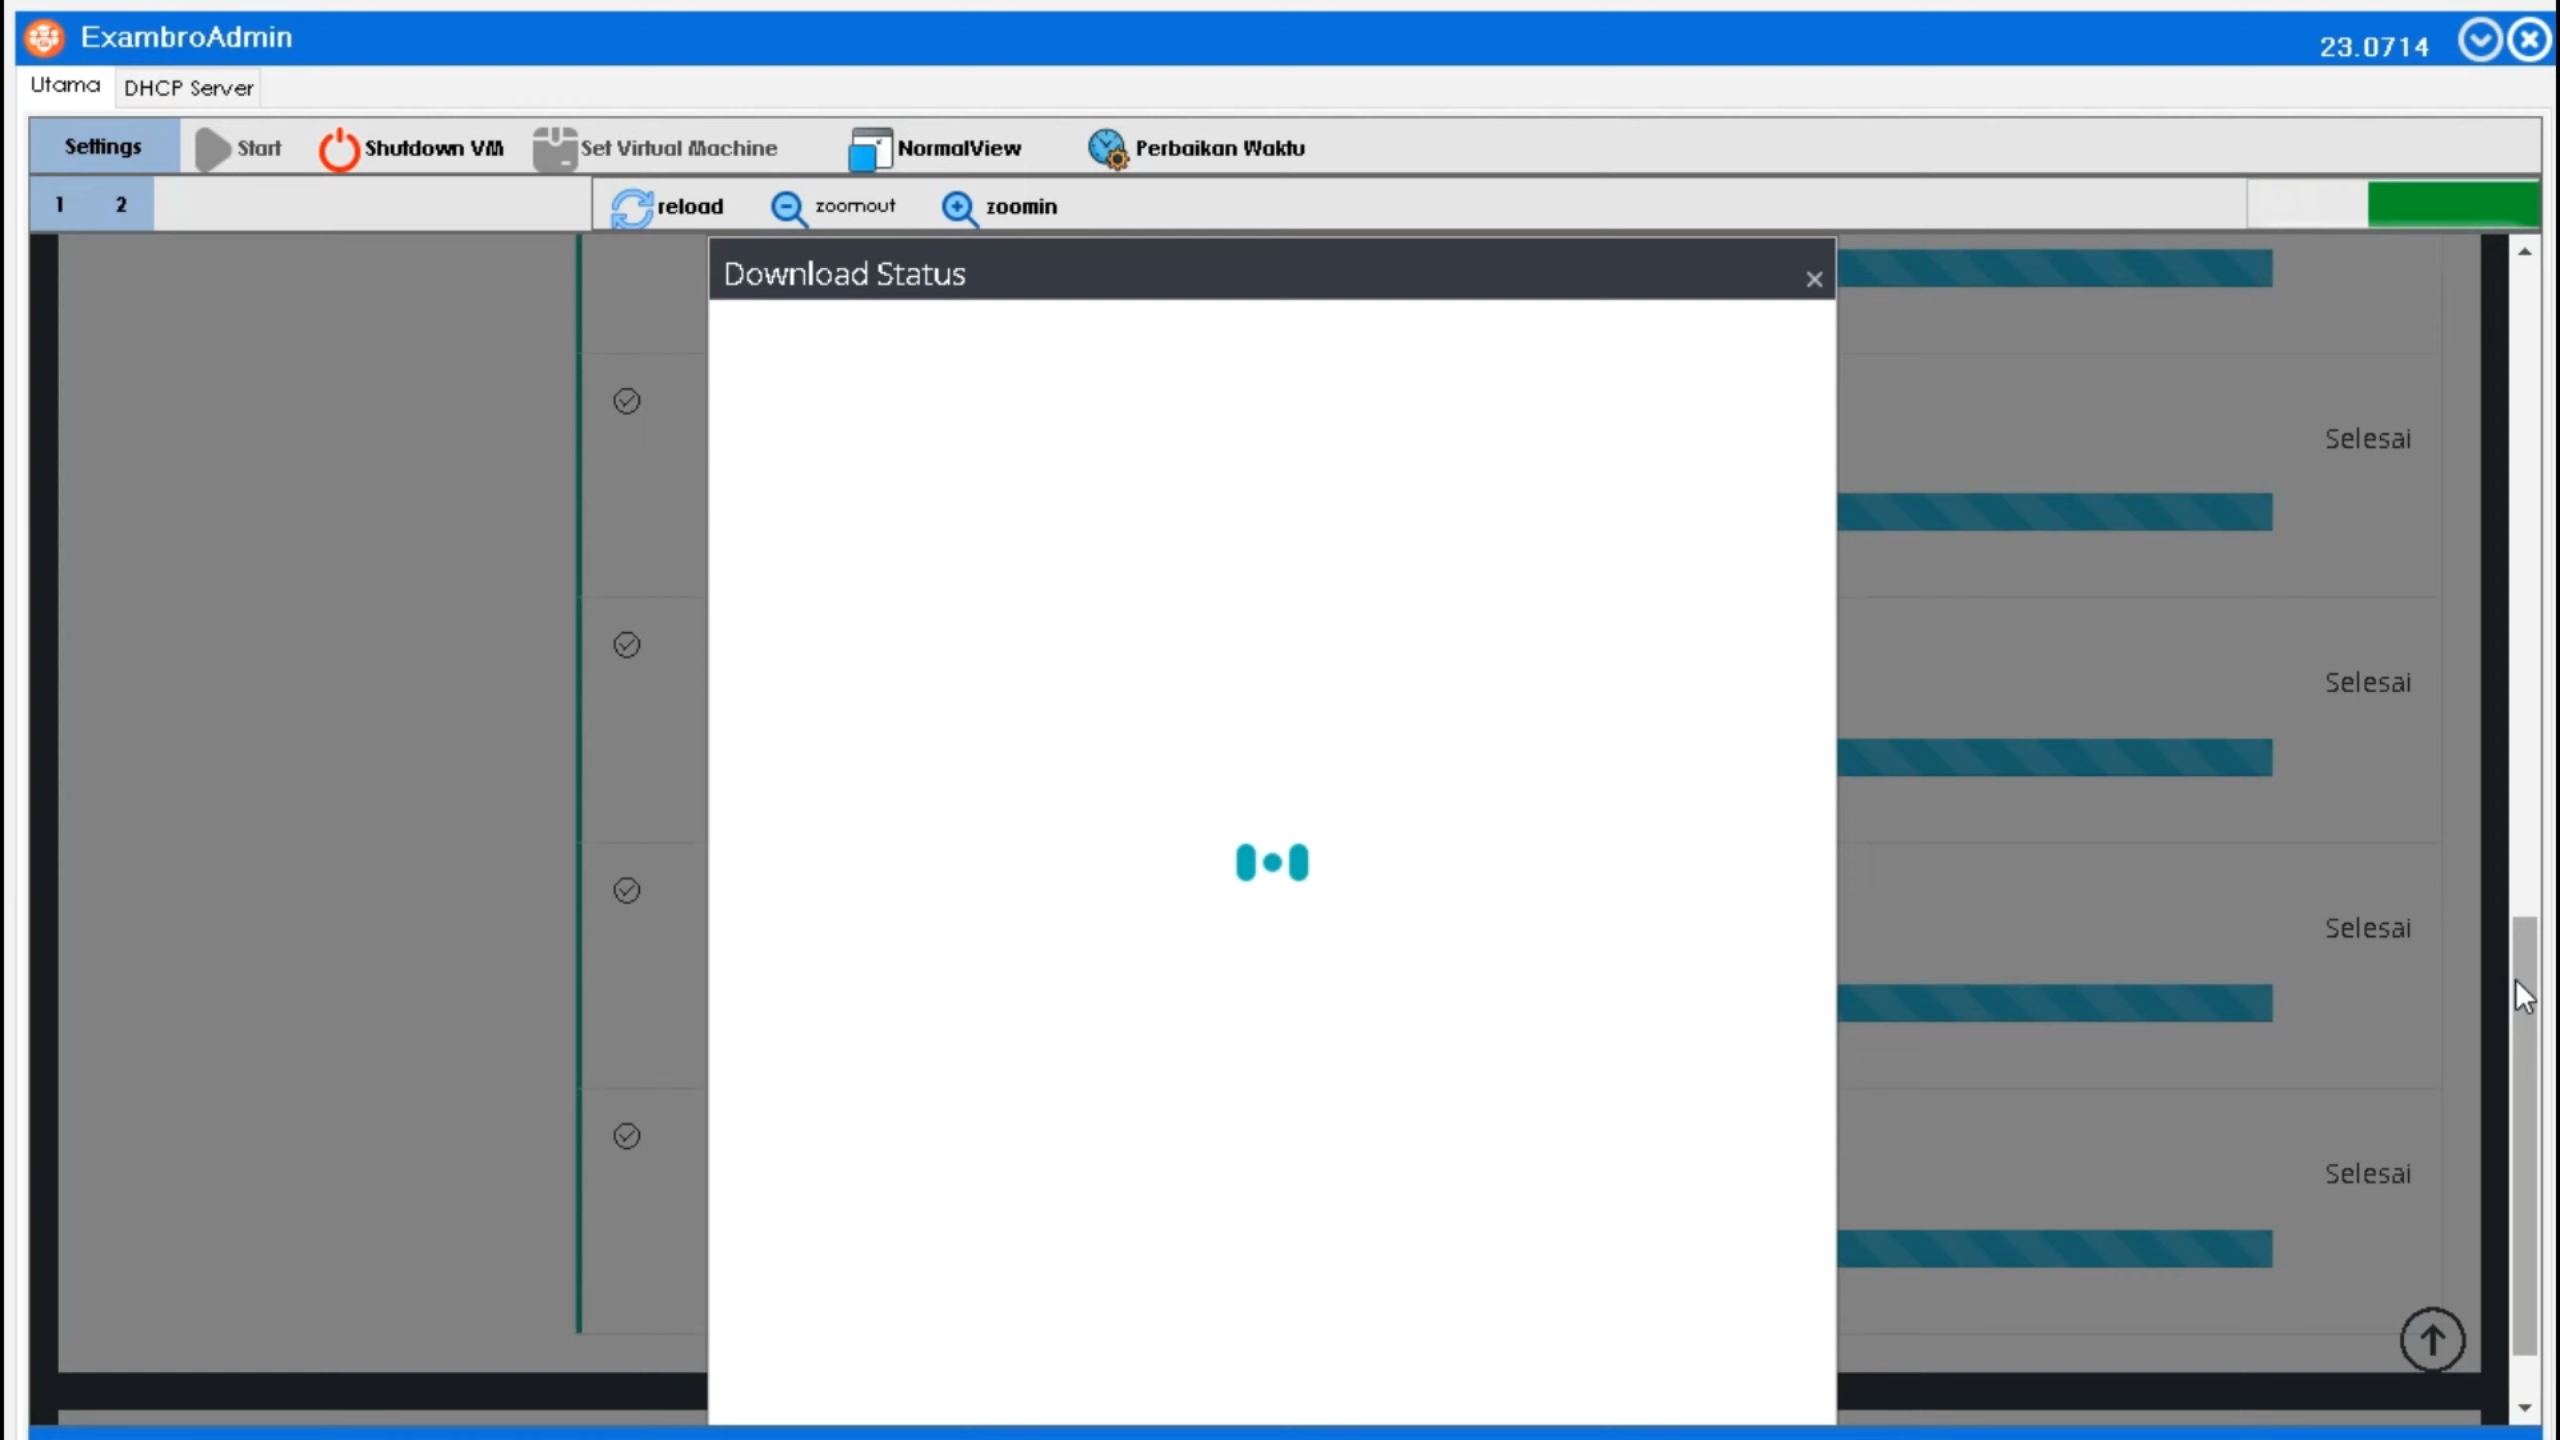 ExambroAdmin
23.0714
Utama
DHCP Server
Settings
Start
Shutdown VM
Set Virtual Machine
NormalView
Perbaikan Waktu
1
2
reload
zoomout
zoomin
Download Status
Selesai
Selesai
Selesai
Selesai